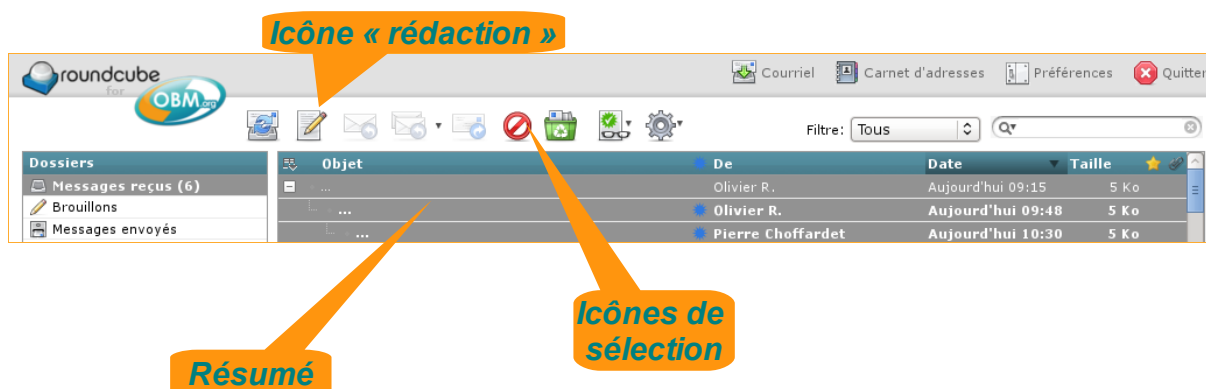 Icône « rédaction »
roundcube
for
OBM.org
Courriel Carnet d'adresses Préférences Quitter
Filtre: Tous
Dossiers
Objet De Date Taille
Messages reçus (6)
... Olivier R. Aujourd'hui 09:15 5 Ko
Brouillons
... Olivier R. Aujourd'hui 09:48 5 Ko
Messages envoyés
... Pierre Choffardet Aujourd'hui 10:30 5 Ko
Icônes de
sélection
Résumé